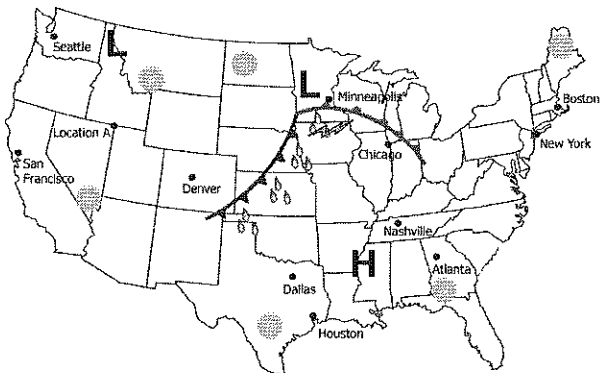 L
Seattle
L
Minneapolis
Boston
Location A
New York
Chicago
San
Francisco
Denver
Nashville
H
Atlanta
Dallas
Houston